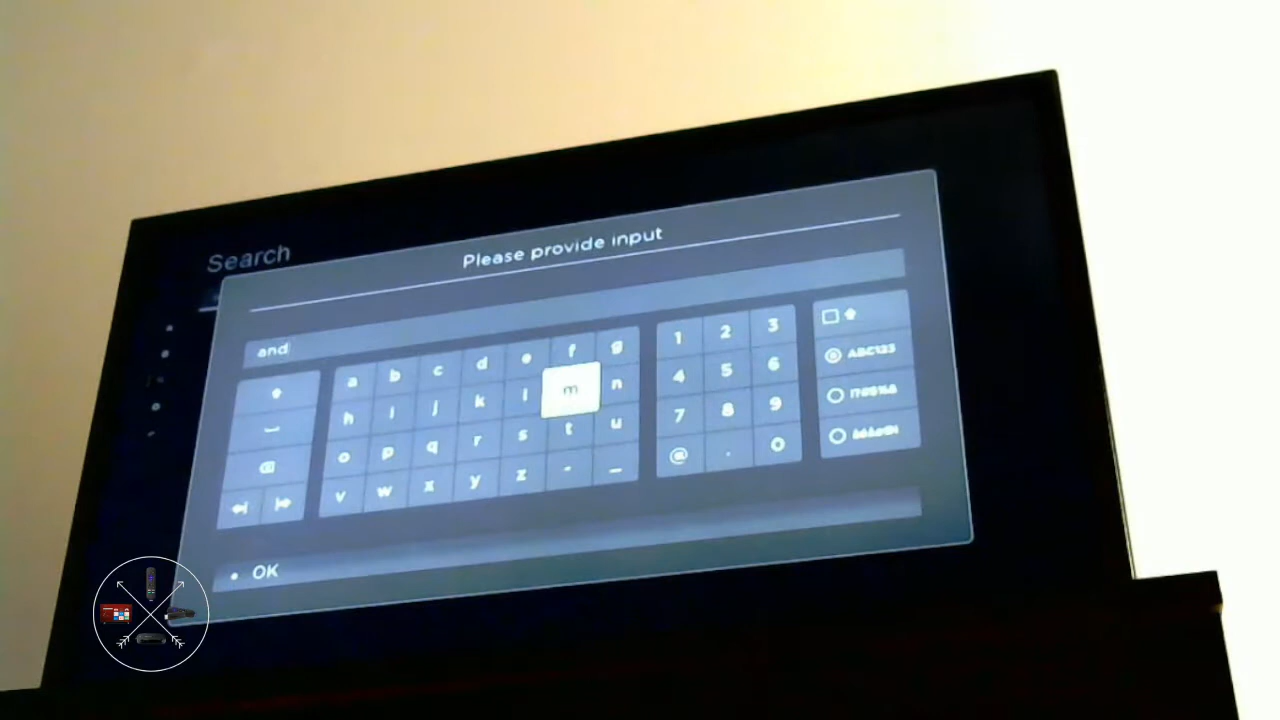 Search
Please provide input
and
a b c d e f g
h i j k l m n
o p q r s t u
v w x y z - _
1 2 3
4 5 6
7 8 9
@ . 0
ABC123
OK